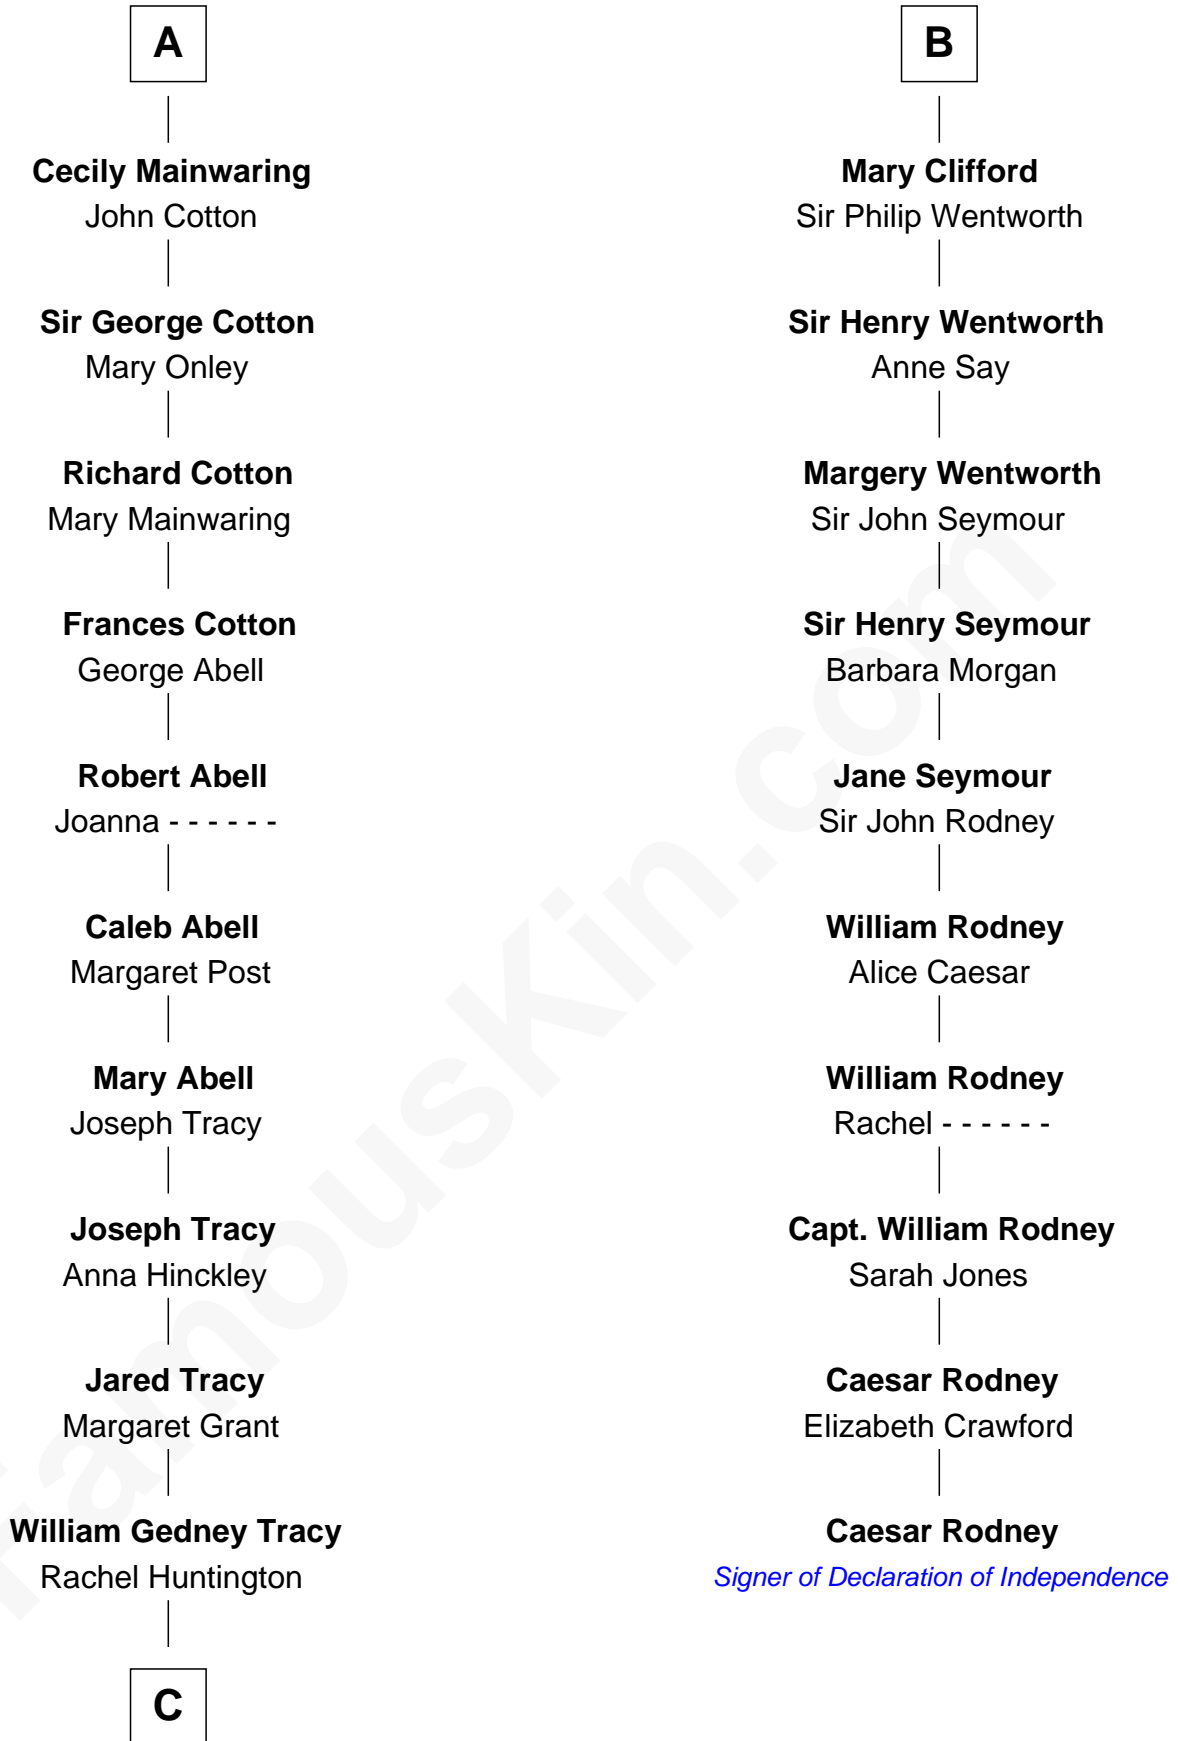 A
Cecily Mainwaring
John Cotton
Sir George Cotton
Mary Onley
Richard Cotton
Mary Mainwaring
Frances Cotton
George Abell
Robert Abell
Joanna - - - - - -
Caleb Abell
Margaret Post
Mary Abell
Joseph Tracy
Joseph Tracy
Anna Hinckley
Jared Tracy
Margaret Grant
William Gedney Tracy
Rachel Huntington
C
B
Mary Clifford
Sir Philip Wentworth
Sir Henry Wentworth
Anne Say
Margery Wentworth
Sir John Seymour
Sir Henry Seymour
Barbara Morgan
Jane Seymour
Sir John Rodney
William Rodney
Alice Caesar
William Rodney
Rachel - - - - - -
Capt. William Rodney
Sarah Jones
Caesar Rodney
Elizabeth Crawford
Caesar Rodney
Signer of Declaration of Independence
FamousKin.com